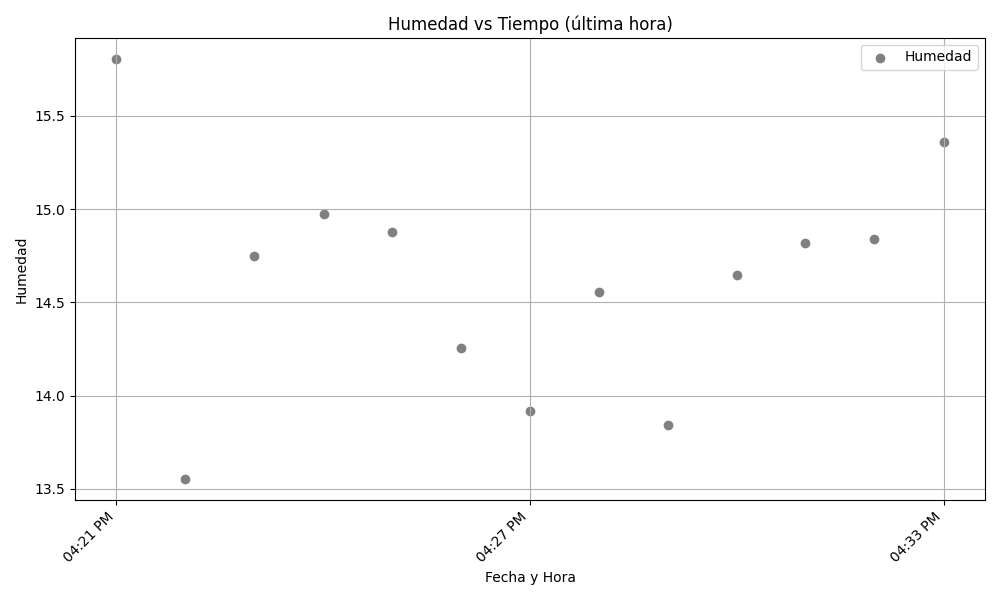 Humedad vs Tiempo (última hora)
Humedad
15.5
15.0
14.5
14.0
13.5
Humedad
04:21 PM
04:27 PM
04:33 PM
Fecha y Hora